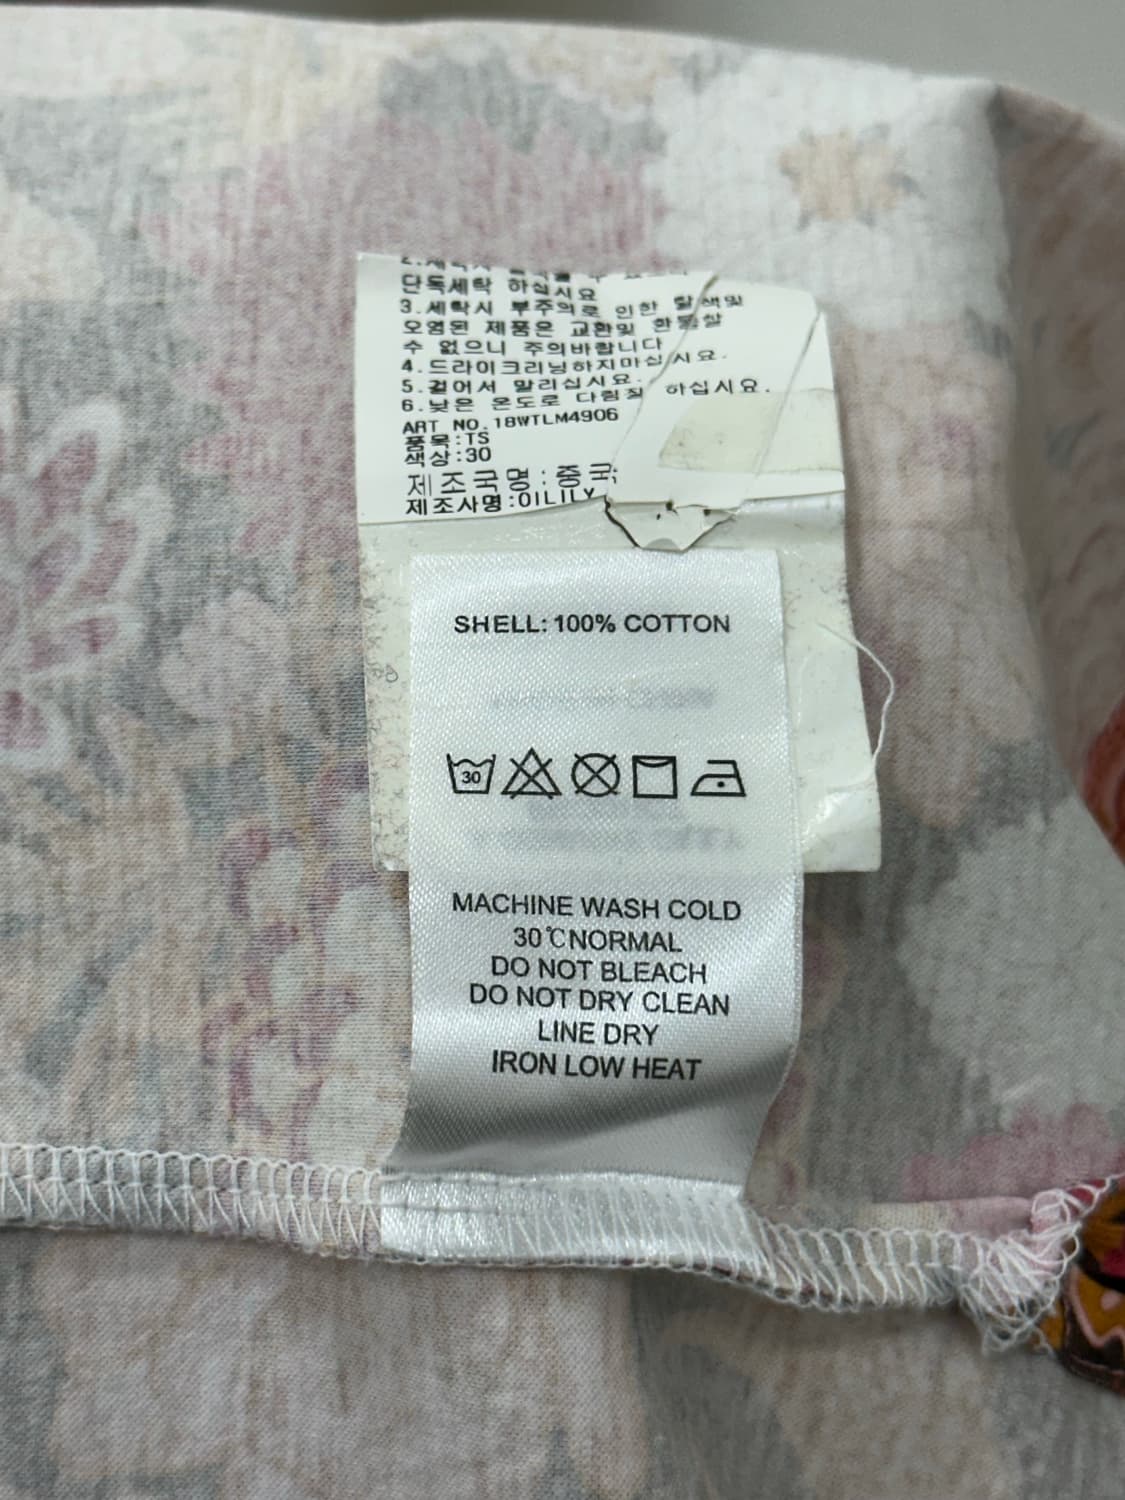 단독세탁 하십시요
3.세탁시 부주의로 인한 탈색및
오염된 제품은 교환및 환불할
수 없으니 주의바랍니다
4.드라이크리닝하지마십시요.
5.걸어서 말리십시요.
6.낮은 온도로 다림질 하십시요.
ART NO.18WTLM4906
품목:TS
색상:30
제조국명:중국
제조사명:OILILY
SHELL: 100% COTTON
30
MACHINE WASH COLD
30℃NORMAL
DO NOT BLEACH
DO NOT DRY CLEAN
LINE DRY
IRON LOW HEAT